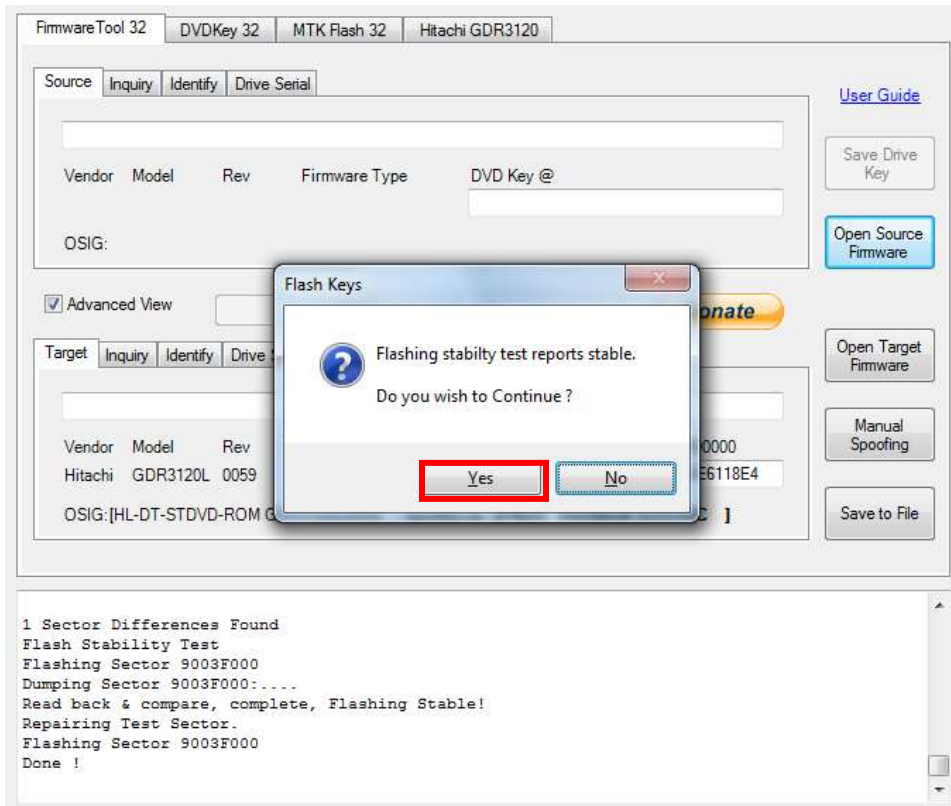 FirmwareTool 32 DVDKey 32 MTK Flash 32 Hitachi GDR3120
Source Inquiry Identify Drive Serial
User Guide
Save Drive
Key
Vendor Model Rev Firmware Type DVD Key @
Open Source
Firmware
OSIG:
Flash Keys
Advanced View
Flashing stabilty test reports stable.
Do you wish to Continue ?
Target Inquiry Identify Drive
Open Target
Firmware
Manual
Spoofing
Vendor Model Rev
Hitachi GDR3120L 0059
Yes No
OSIG:[HL-DT-STDVD-ROM ]
Save to File
1 Sector Differences Found
Flash Stability Test
Flashing Sector 9003F000
Dumping Sector 9003F000:....
Read back & compare, complete, Flashing Stable!
Repairing Test Sector.
Flashing Sector 9003F000
Done !